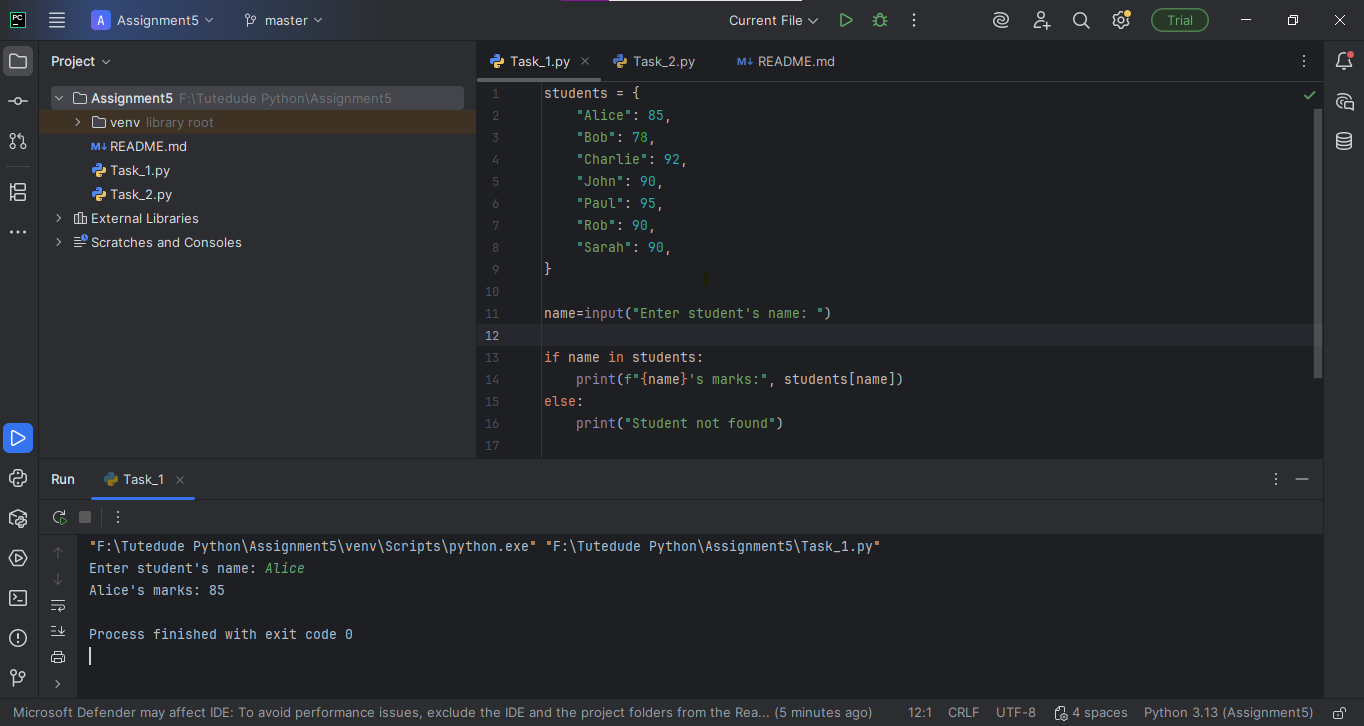 PC
A Assignment5 master Current File Trial
Project
Task_1.py Task_2.py M↓ README.md
Assignment5 F:\Tutedude Python\Assignment5
venv library root
M↓ README.md
Task_1.py
Task_2.py
External Libraries
Scratches and Consoles
1 students = {
2 "Alice": 85,
3 "Bob": 78,
4 "Charlie": 92,
5 "John": 90,
6 "Paul": 95,
7 "Rob": 90,
8 "Sarah": 90,
9 }
10
11 name=input("Enter student's name: ")
12
13 if name in students:
14 print(f"{name}'s marks:", students[name])
15 else:
16 print("Student not found")
17
Run Task_1
"F:\Tutedude Python\Assignment5\venv\Scripts\python.exe" "F:\Tutedude Python\Assignment5\Task_1.py"
Enter student's name: Alice
Alice's marks: 85
Process finished with exit code 0
Microsoft Defender may affect IDE: To avoid performance issues, exclude the IDE and the project folders from the Rea... (5 minutes ago) 12:1 CRLF UTF-8 4 spaces Python 3.13 (Assignment5)